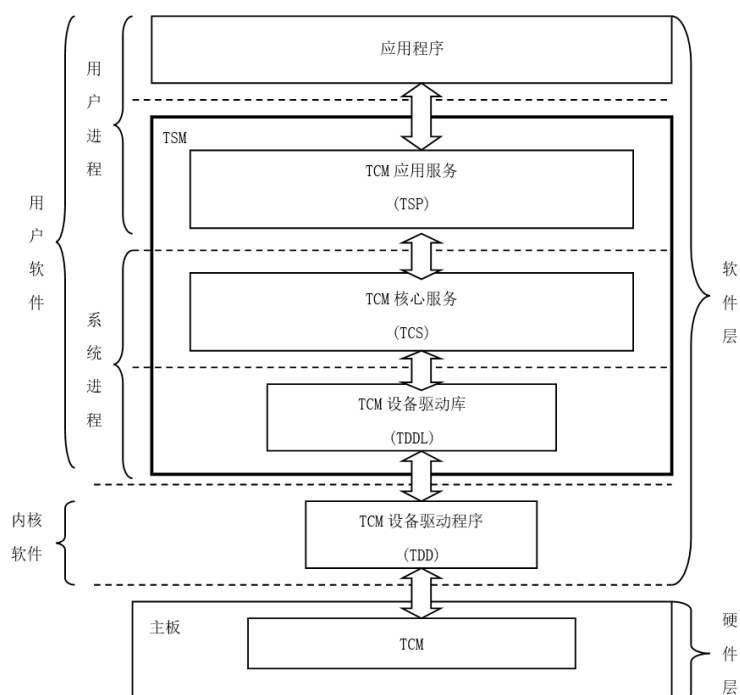 应用程序
用户进程
TSM
TCM 应用服务
(TSP)
用户软件
软件层
TCM 核心服务
(TCS)
系统进程
TCM 设备驱动库
(TDDL)
内核
软件
TCM 设备驱动程序
(TDD)
主板
TCM
硬件层